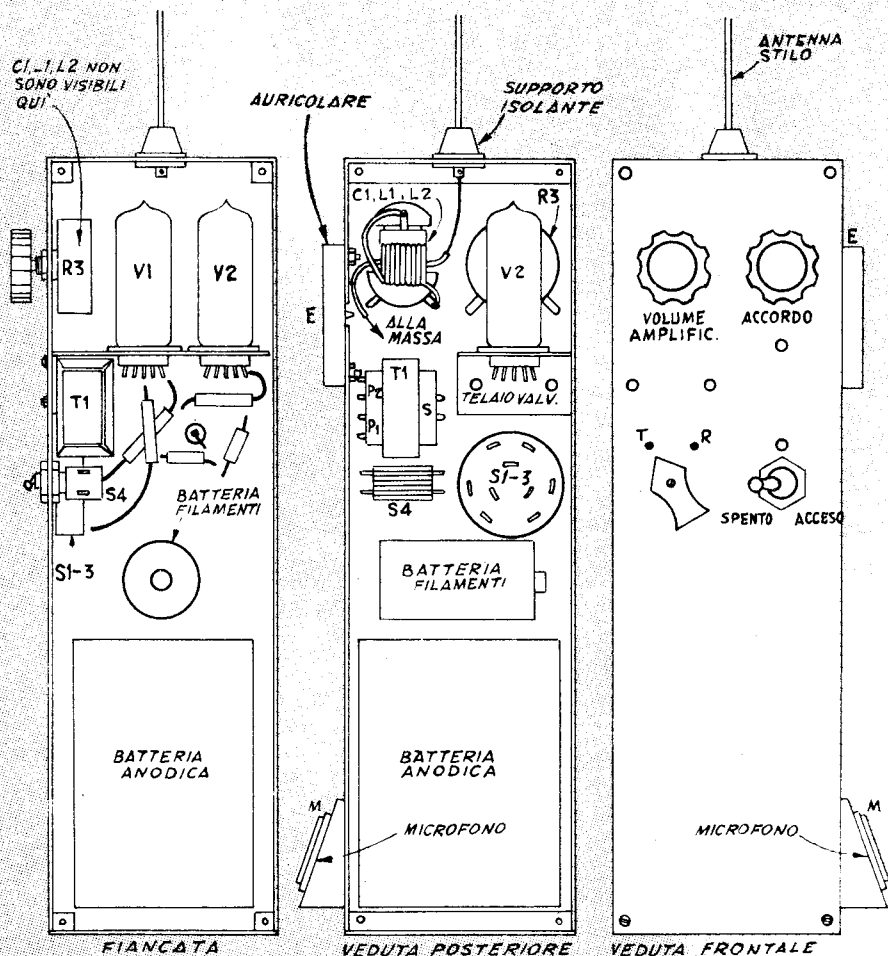 C1,L1,L2 NON
SONO VISIBILI
QUI
R3
V1
V2
T1
S4
BATTERIA
FILAMENTI
S1-3
BATTERIA
ANODICA
FIANCATA
AURICOLARE
SUPPORTO
ISOLANTE
C1,L1,L2
R3
V2
E
ALLA
MASSA
T1
P2
P1
S
TELAIO VALV.
S4
S1-3
BATTERIA
FILAMENTI
BATTERIA
ANODICA
M
MICROFONO
VEDUTA POSTERIORE
ANTENNA
STILO
E
VOLUME
AMPLIFIC.
ACCORDO
T
R
SPENTO
ACCESO
M
MICROFONO
VEDUTA FRONTALE